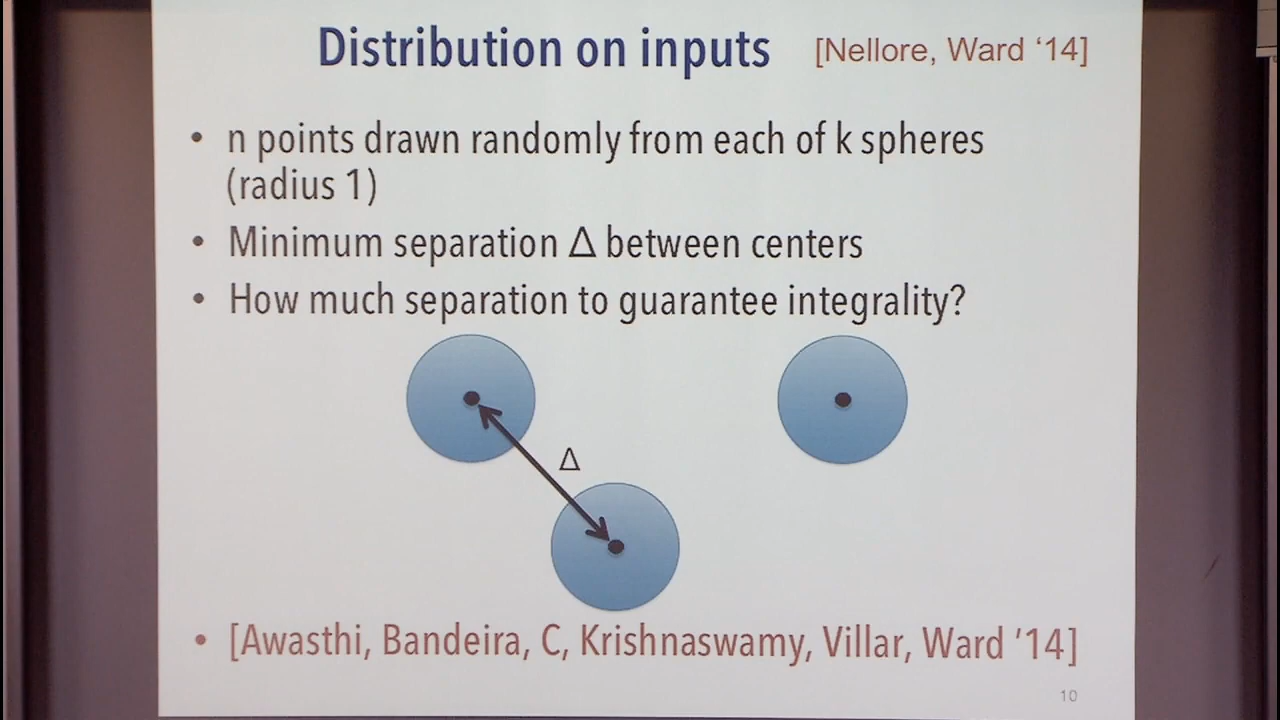 Distribution on inputs [Nellore, Ward ‘14]
• n points drawn randomly from each of k spheres
(radius 1)
• Minimum separation Δ between centers
• How much separation to guarantee integrality?
Δ
• [Awasthi, Bandeira, C, Krishnaswamy, Villar, Ward ’14]
10